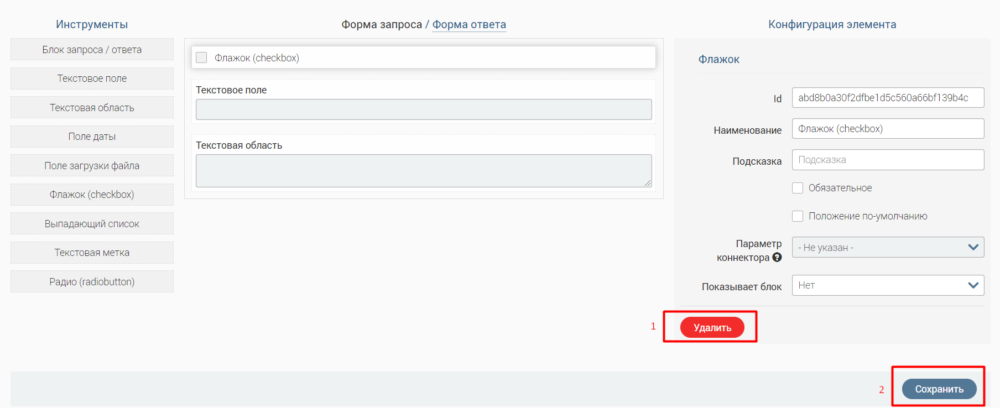 Инструменты
Блок запроса / ответа
Текстовое поле
Текстовая область
Поле даты
Поле загрузки файла
Флажок (checkbox)
Выпадающий список
Текстовая метка
Радио (radiobutton)
Форма запроса / Форма ответа
Флажок (checkbox)
Текстовое поле
Текстовая область
Конфигурация элемента
Флажок
Id abd8b0a30f2dfbe1d5c560a66bf139b4c
Наименование Флажок (checkbox)
Подсказка Подсказка
Обязательное
Положение по-умолчанию
Параметр
коннектора ? - Не указан -
Показывает блок Нет
1 Удалить
2 Сохранить